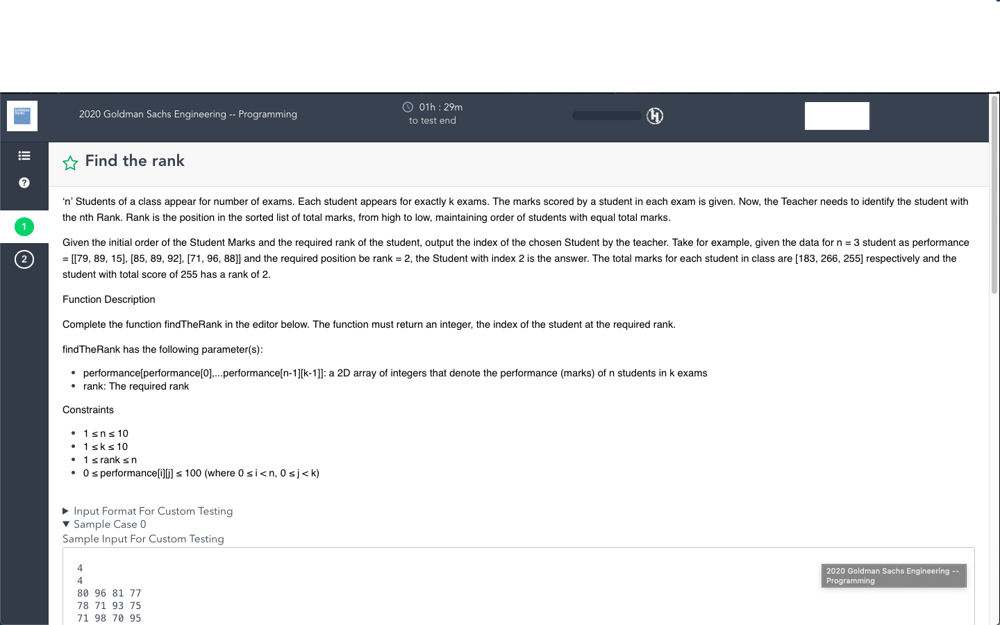 2020 Goldman Sachs Engineering -- Programming
01h : 29m
to test end
Find the rank
‘n’ Students of a class appear for number of exams. Each student appears for exactly k exams. The marks scored by a student in each exam is given. Now, the Teacher needs to identify the student with
the nth Rank. Rank is the position in the sorted list of total marks, from high to low, maintaining order of students with equal total marks.
Given the initial order of the Student Marks and the required rank of the student, output the index of the chosen Student by the teacher. Take for example, given the data for n = 3 student as performance
= [[79, 89, 15], [85, 89, 92], [71, 96, 88]] and the required position be rank = 2, the Student with index 2 is the answer. The total marks for each student in class are [183, 266, 255] respectively and the
student with total score of 255 has a rank of 2.
Function Description
Complete the function findTheRank in the editor below. The function must return an integer, the index of the student at the required rank.
findTheRank has the following parameter(s):
performance[performance[0],...performance[n-1][k-1]]: a 2D array of integers that denote the performance (marks) of n students in k exams
rank: The required rank
Constraints
1 ≤ n ≤ 10
1 ≤ k ≤ 10
1 ≤ rank ≤ n
0 ≤ performance[i][j] ≤ 100 (where 0 ≤ i < n, 0 ≤ j < k)
Input Format For Custom Testing
Sample Case 0
Sample Input For Custom Testing
4
4
80 96 81 77
78 71 93 75
71 98 70 95
2020 Goldman Sachs Engineering --
Programming
1
2